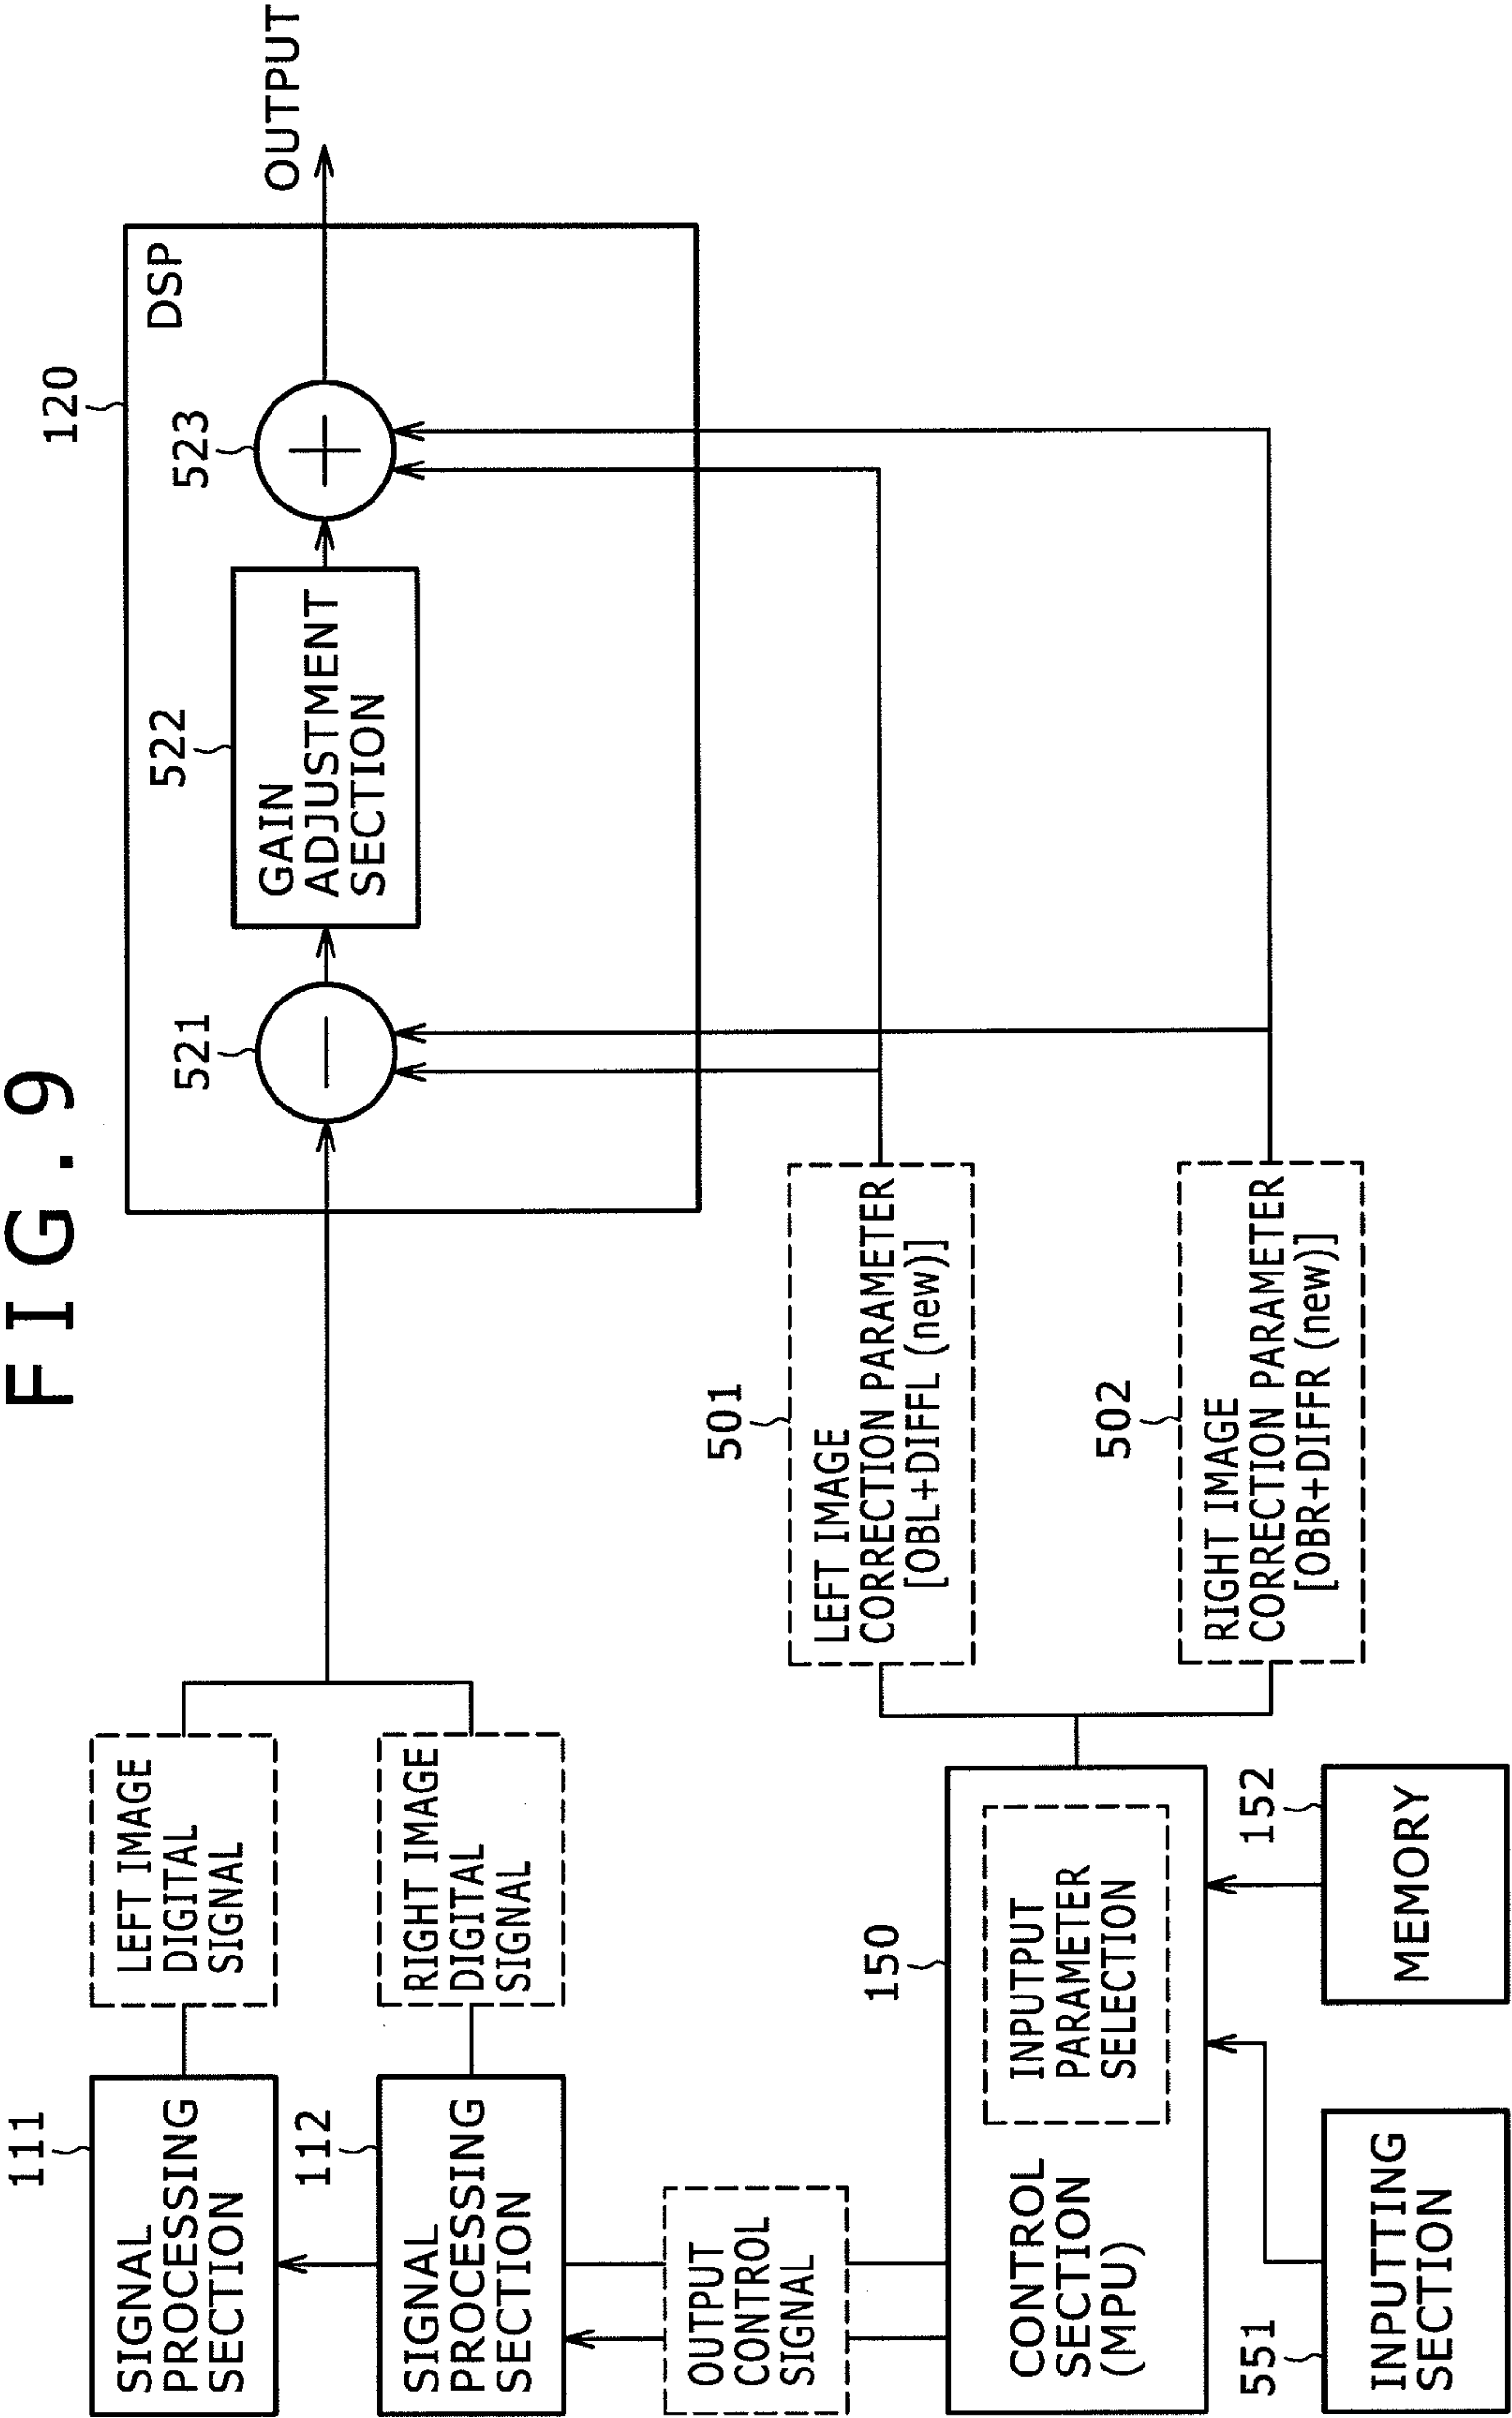 FIG.9
111
SIGNAL
PROCESSING
SECTION
LEFT IMAGE
DIGITAL
SIGNAL
112
SIGNAL
PROCESSING
SECTION
RIGHT IMAGE
DIGITAL
SIGNAL
120
DSP
521
522
GAIN
ADJUSTMENT
SECTION
523
OUTPUT
OUTPUT
CONTROL
SIGNAL
501
LEFT IMAGE
CORRECTION PARAMETER
[OBL+DIFFL (new)]
150
CONTROL
SECTION
(MPU)
INPUTPUT
PARAMETER
SELECTION
502
RIGHT IMAGE
CORRECTION PARAMETER
[OBR+DIFFR (new)]
551
INPUTTING
SECTION
152
MEMORY